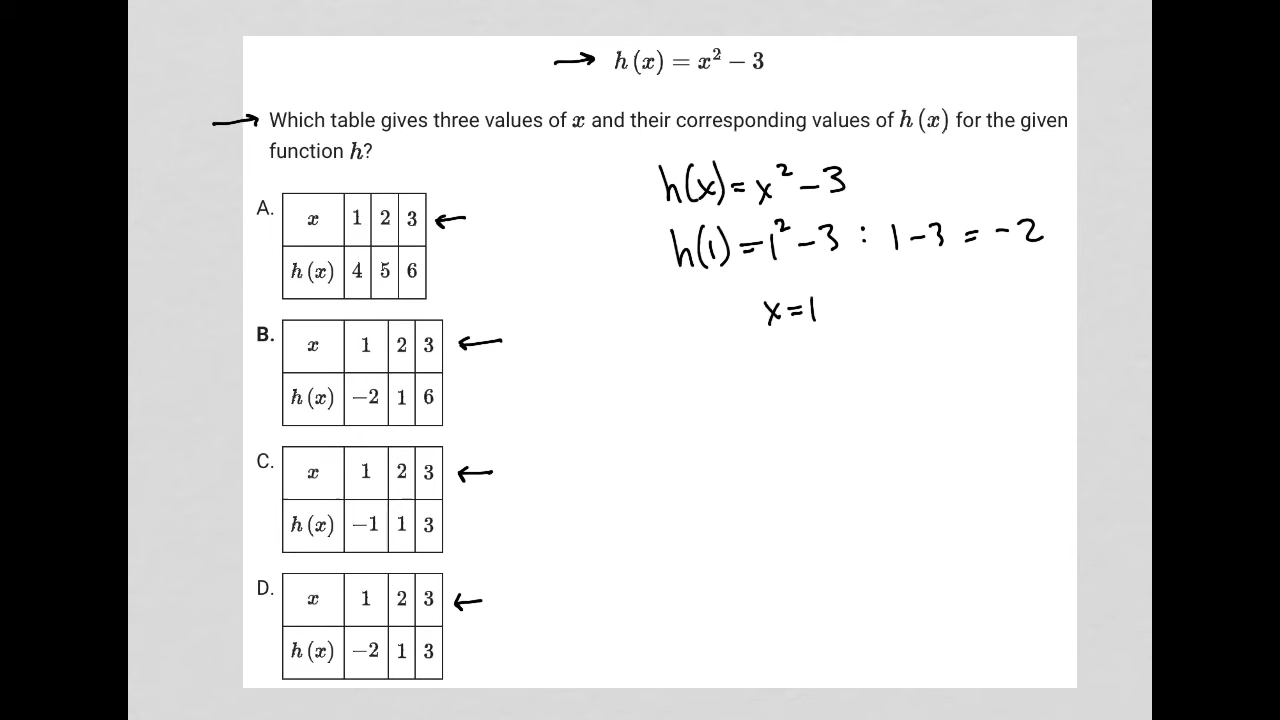 h (x) = x² − 3
Which table gives three values of x and their corresponding values of h (x) for the given
function h?
h(x) = x² − 3
h(1) = 1² − 3 : 1 − 3 = −2
x = 1
A.
x 1 2 3
h (x) 4 5 6
B.
x 1 2 3
h (x) −2 1 6
C.
x 1 2 3
h (x) −1 1 3
D.
x 1 2 3
h (x) −2 1 3